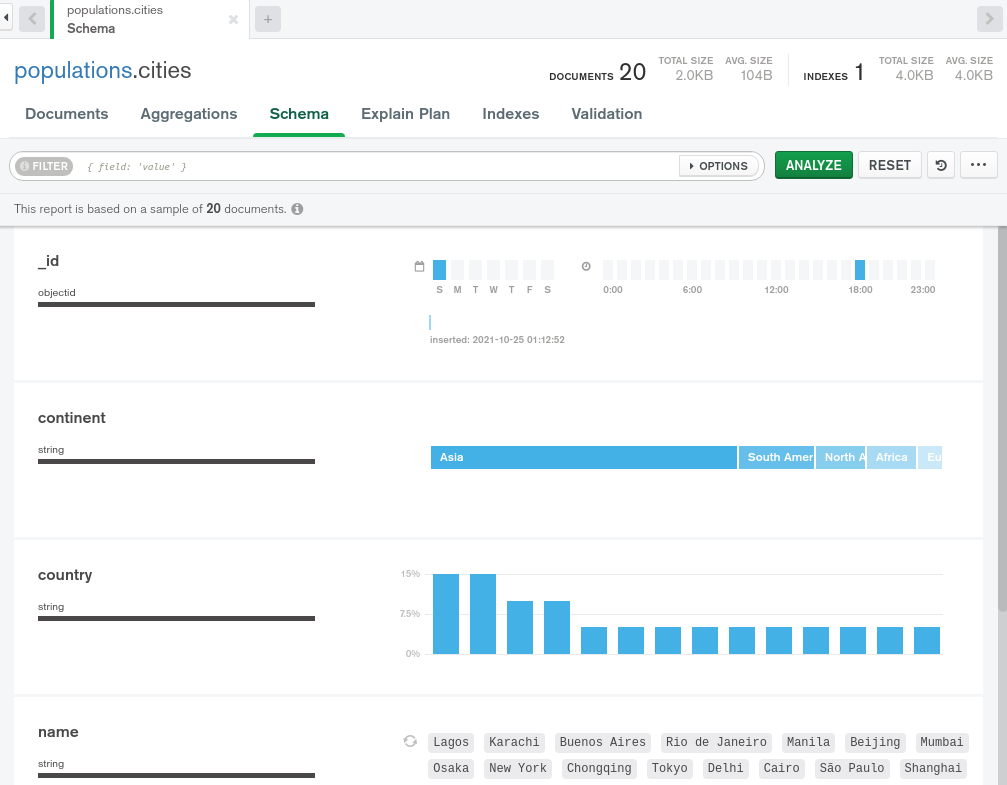 populations.cities
Schema
populations.cities
DOCUMENTS 20
TOTAL SIZE AVG. SIZE
2.0KB 104B
INDEXES 1
TOTAL SIZE AVG. SIZE
4.0KB 4.0KB
Documents Aggregations Schema Explain Plan Indexes Validation
FILTER { field: 'value' } OPTIONS ANALYZE RESET
This report is based on a sample of 20 documents.
_id
objectid
S M T W T F S
0:00 6:00 12:00 18:00 23:00
inserted: 2021-10-25 01:12:52
continent
string
Asia South Amer North A Africa Eu
country
string
15%
7.5%
0%
name
string
Lagos Karachi Buenos Aires Rio de Janeiro Manila Beijing Mumbai
Osaka New York Chongqing Tokyo Delhi Cairo São Paulo Shanghai